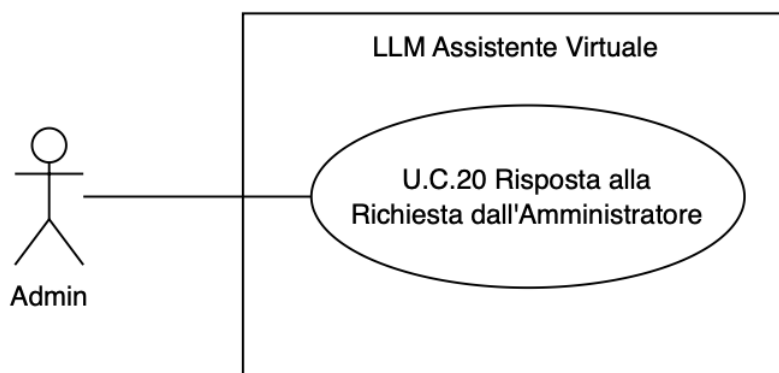 LLM Assistente Virtuale
U.C.20 Risposta alla
Richiesta dall'Amministratore
Admin